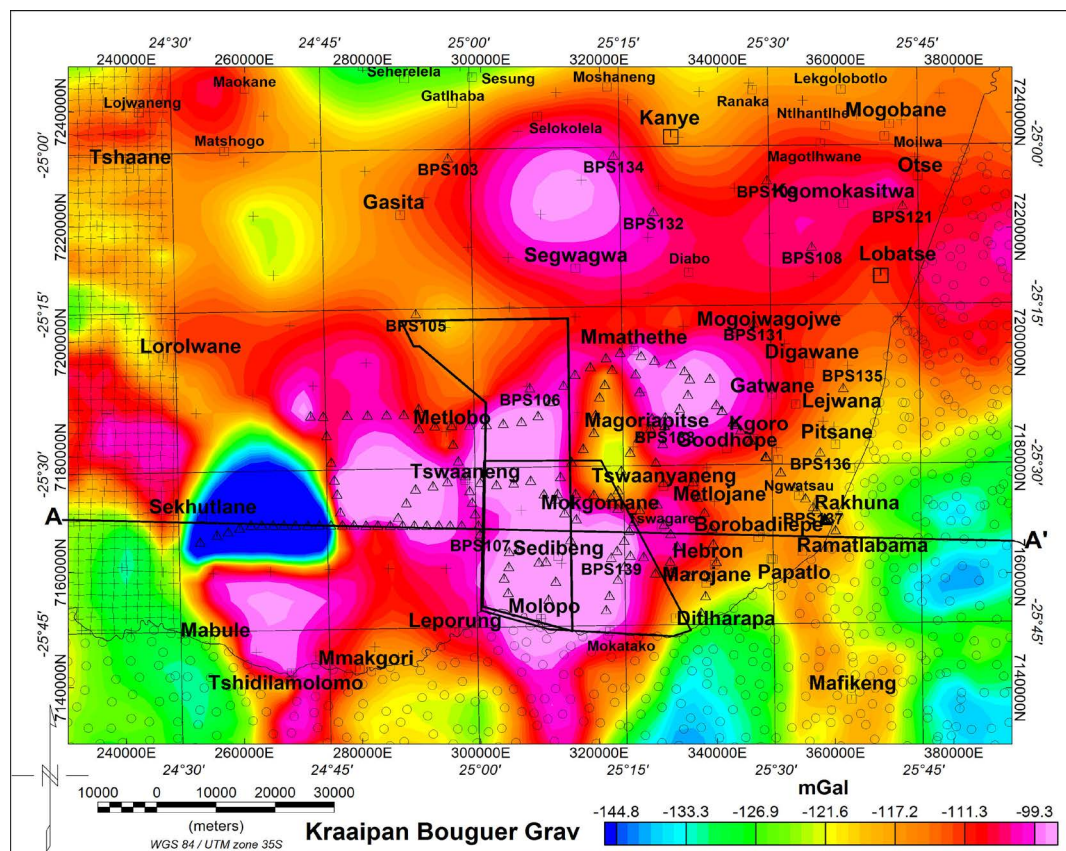 24°30' 24°45' 25°00' 25°15' 25°30' 25°45'
240000E 260000E 280000E 300000E 320000E 340000E 360000E 380000E
Maokane Seherelela Sesung Moshaneng Lekgolobotlo
Lojwaneng Gatlhaba Ranaka Ntlhantlhe Mogobane
7240000N Matshogo Selokolela Kanye Moilwa 7240000N
-25°00' Tshaane BPS103 BPS134 Magotlhwane Otse -25°00'
Gasita Kgomokasitwa
7220000N BPS132 BPS121 7220000N
Segwagwa Diabo BPS108 Lobatse
-25°15' BPS105 Mogojwagojwe -25°15'
7200000N Lorolwane Mmathethe BPS131 7200000N
Digawane
BPS106 Gatwane BPS135
Metlobo Magoriapitse Kgoro Lejwana
7180000N Goodhope Pitsane 7180000N
-25°30' Tswaaneng Tswaanyaneng BPS136 -25°30'
Sekhutlane Mokgomane Metlojane Ngwatsau Rakhuna
A Tswagare Borobadilepe BPS137
BPS107 Sedibeng Hebron Ramatlabama A'
7160000N BPS139 Marojane Papatlo 7160000N
Molopo
-25°45' Mabule Leporung Ditlharapa -25°45'
Mmakgori Mokatako
7140000N Tshidilamolomo Mafikeng 7140000N
240000E 260000E 280000E 300000E 320000E 340000E 360000E 380000E
24°30' 24°45' 25°00' 25°15' 25°30' 25°45'
N
10000 0 10000 20000 30000
(meters)
WGS 84 / UTM zone 35S
Kraaipan Bouguer Grav
mGal
-144.8 -133.3 -126.9 -121.6 -117.2 -111.3 -99.3